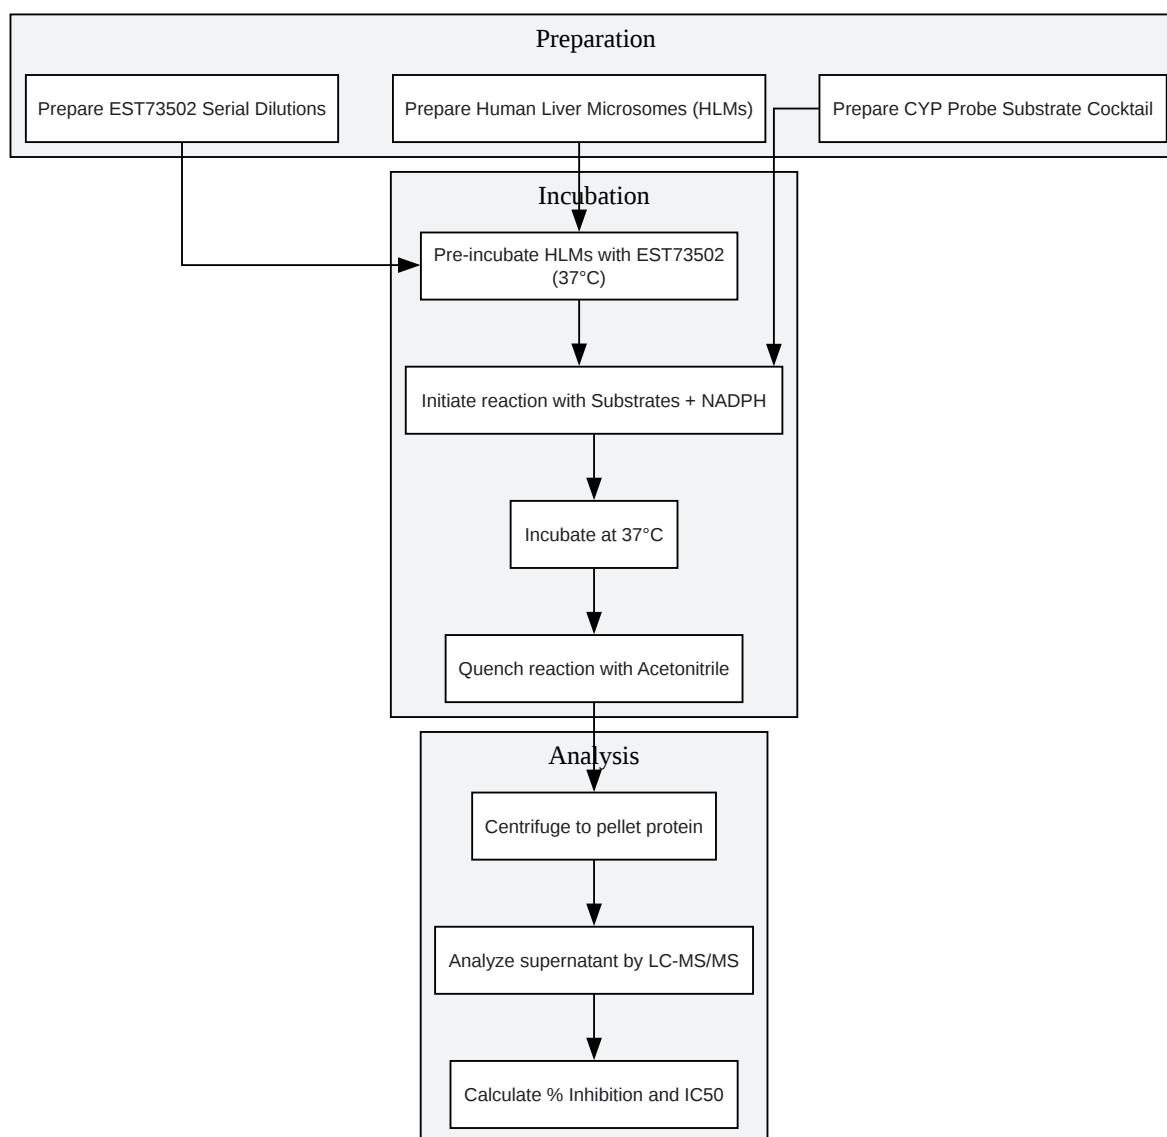 Preparation
Prepare EST73502 Serial Dilutions
Prepare Human Liver Microsomes (HLMs)
Prepare CYP Probe Substrate Cocktail
Incubation
Pre-incubate HLMs with EST73502
(37°C)
Initiate reaction with Substrates + NADPH
Incubate at 37°C
Quench reaction with Acetonitrile
Analysis
Centrifuge to pellet protein
Analyze supernatant by LC-MS/MS
Calculate % Inhibition and IC50